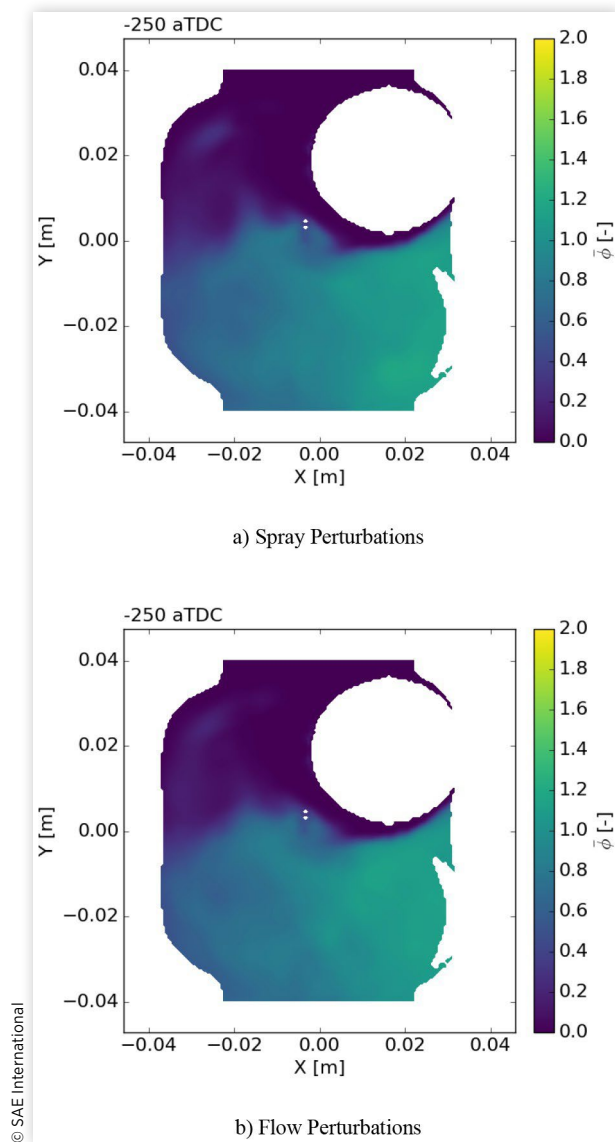 -250 aTDC
0.04
0.02
0.00
−0.02
−0.04
Y [m]
−0.04 −0.02 0.00 0.02 0.04
X [m]
2.0
1.8
1.6
1.4
1.2
1.0
0.8
0.6
0.4
0.2
0.0
ϕ̄ [-]
a) Spray Perturbations
-250 aTDC
0.04
0.02
0.00
−0.02
−0.04
Y [m]
−0.04 −0.02 0.00 0.02 0.04
X [m]
2.0
1.8
1.6
1.4
1.2
1.0
0.8
0.6
0.4
0.2
0.0
ϕ̄ [-]
b) Flow Perturbations
© SAE International